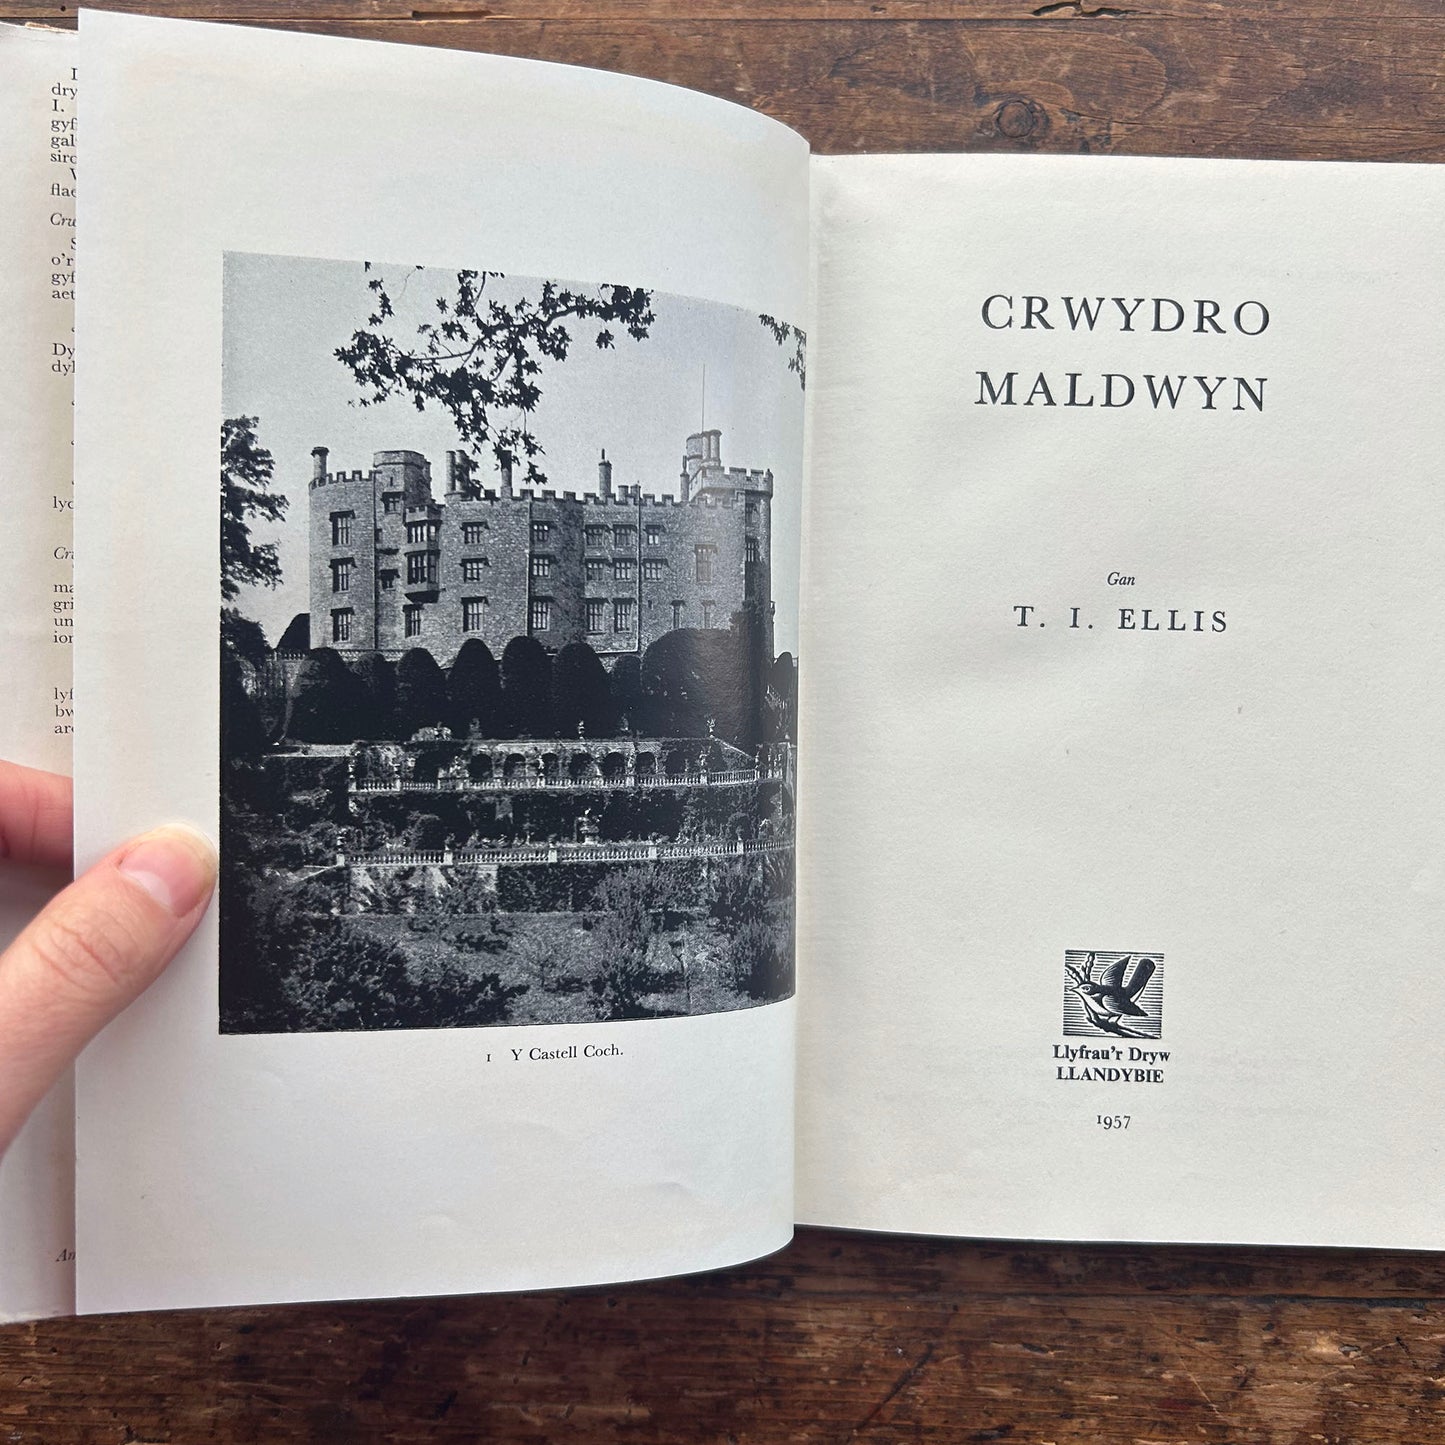 I.
o'r
1 Y Castell Coch.
CRWYDRO
MALDWYN
Gan
T. I. ELLIS
Llyfrau'r Dryw
LLANDYBIE
1957